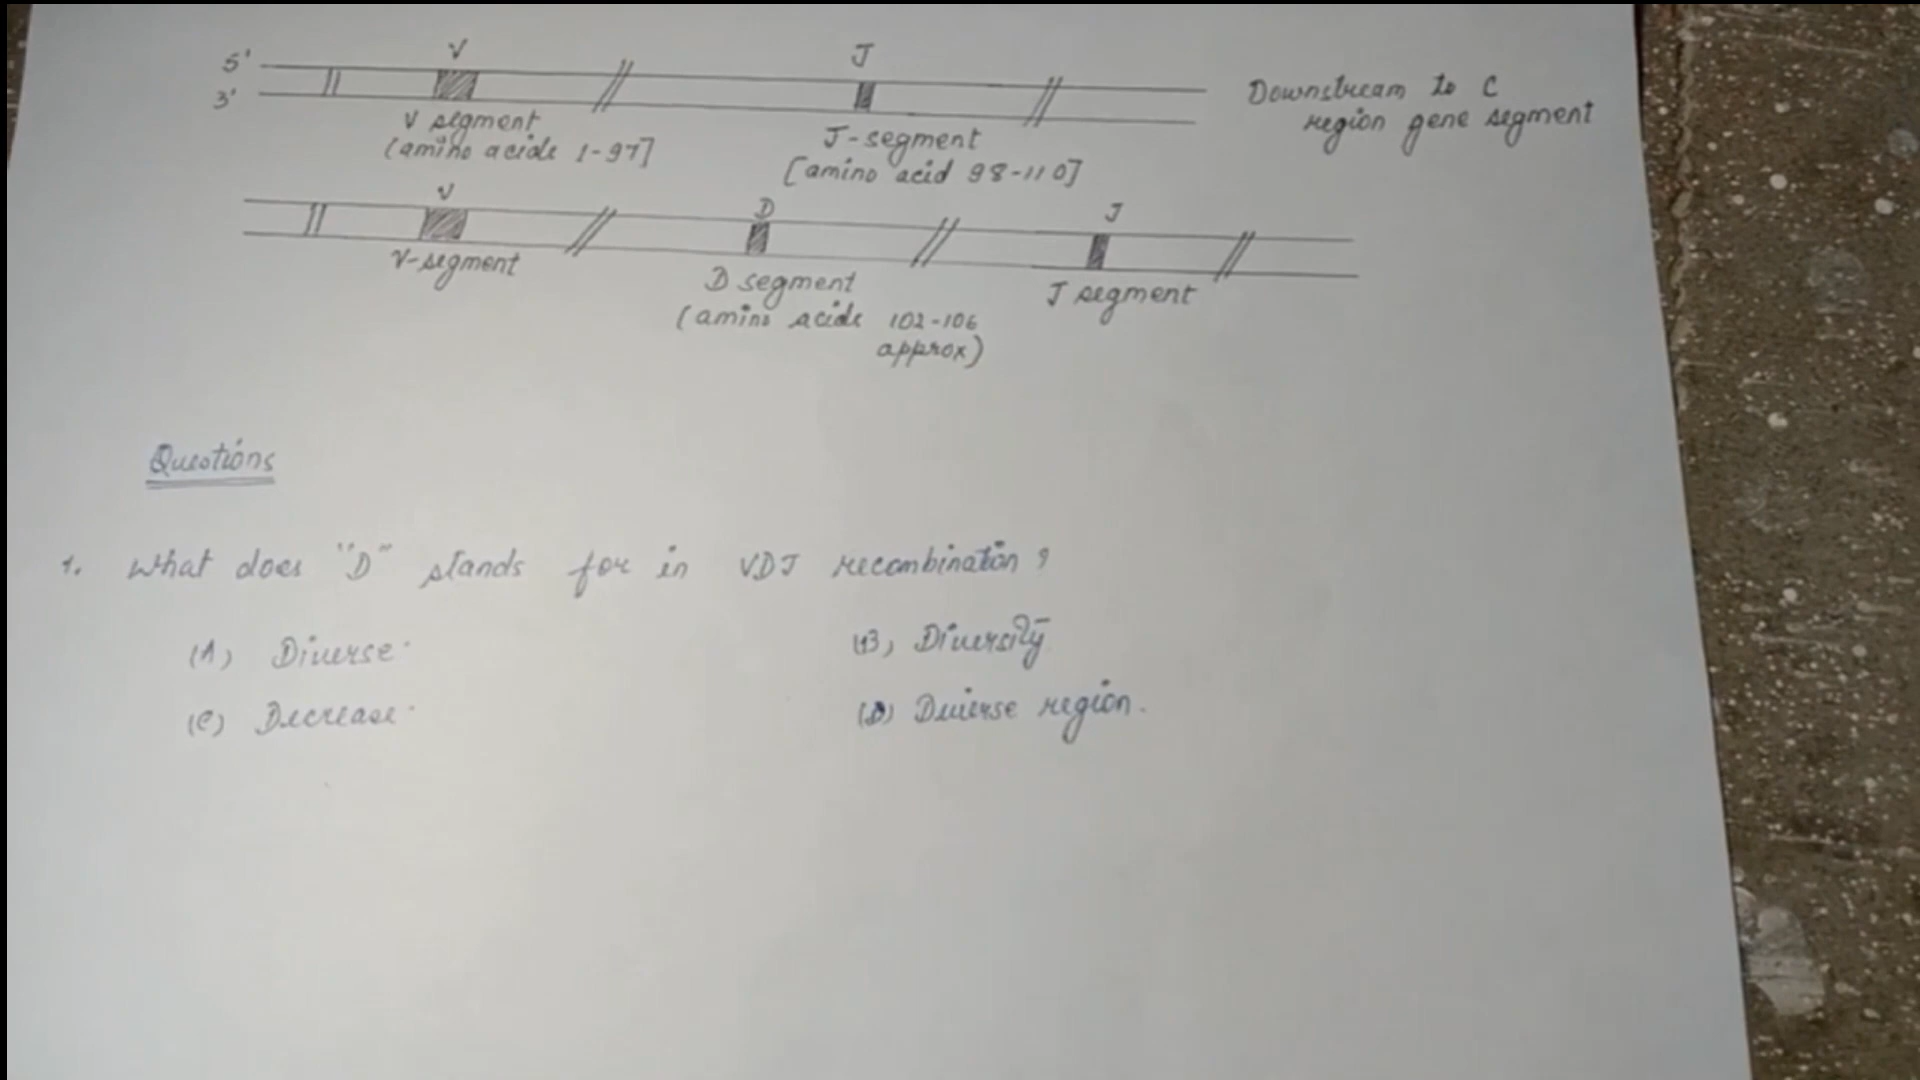 V
J
5'
3'
Downstream to C
region gene segment
V segment
(amino acids 1-97]
J-segment
[amino acid 98-110]
V
D
J
V-segment
D segment
(amino acids 102-106
approx)
J segment
Questions
1. What does "D" stands for in VDJ recombination?
(A) Diverse.
(B) Diversity.
(C) Decrease.
(D) Diverse region.